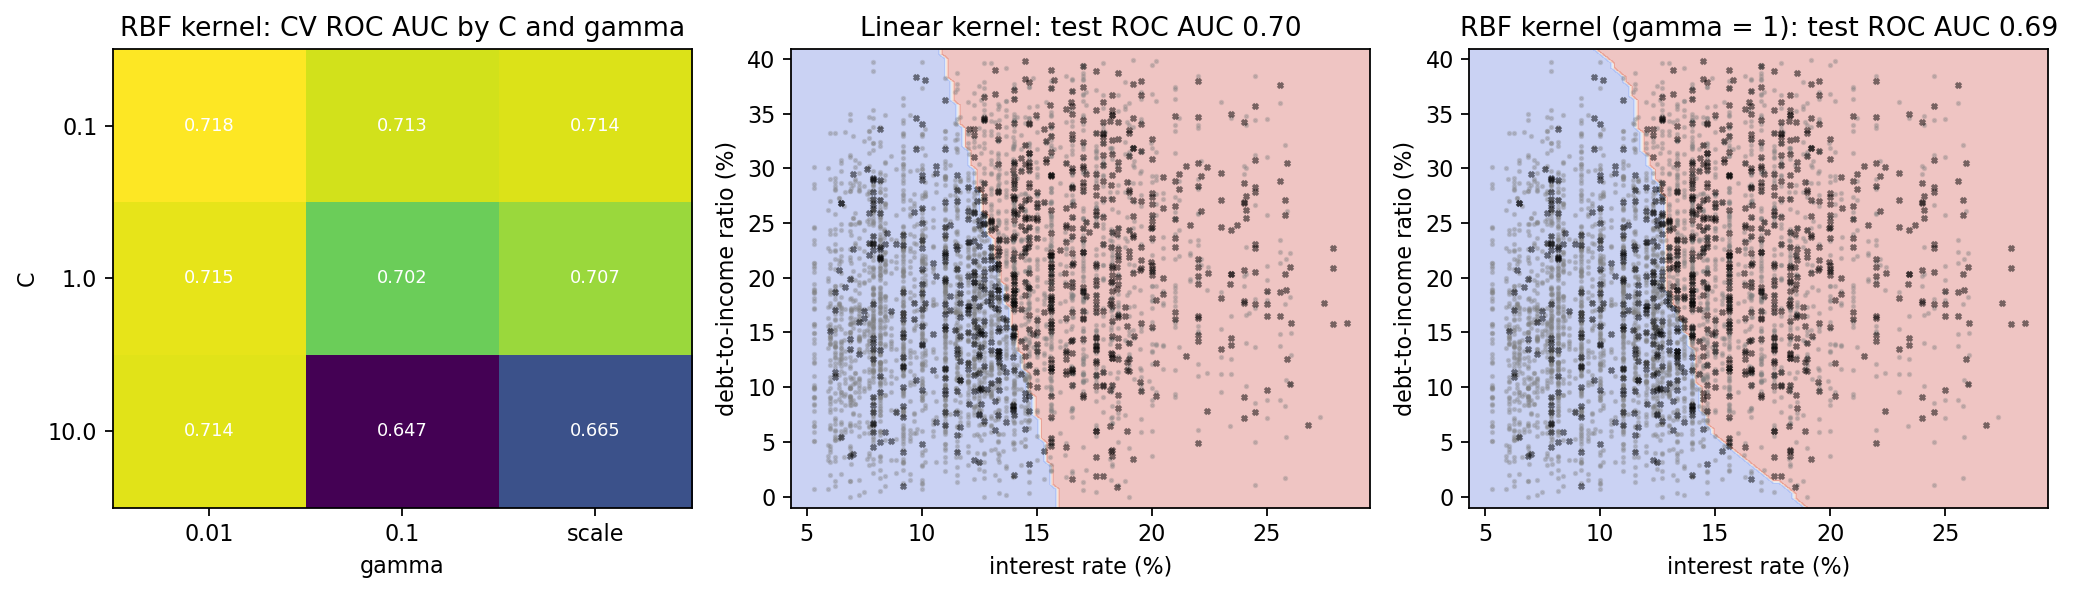 RBF kernel: CV ROC AUC by C and gamma
0.1
1.0
10.0
C
0.718 0.713 0.714
0.715 0.702 0.707
0.714 0.647 0.665
0.01 0.1 scale
gamma
Linear kernel: test ROC AUC 0.70
40
35
30
25
20
15
10
5
0
debt-to-income ratio (%)
5 10 15 20 25
interest rate (%)
RBF kernel (gamma = 1): test ROC AUC 0.69
40
35
30
25
20
15
10
5
0
debt-to-income ratio (%)
5 10 15 20 25
interest rate (%)